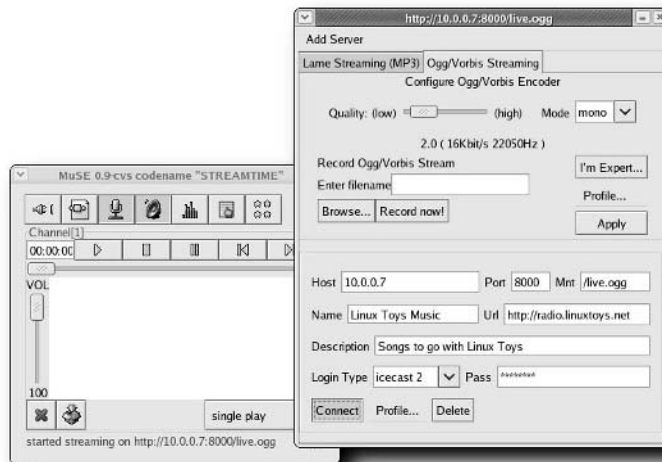 http://10.0.0.7:8000/live.ogg
Add Server
Lame Streaming (MP3) Ogg/Vorbis Streaming
Configure Ogg/Vorbis Encoder
Quality: (low) (high) Mode mono
2.0 ( 16Kbit/s 22050Hz )
Record Ogg/Vorbis Stream
I'm Expert...
Enter filename
Profile...
Browse... Record now!
Apply
Host 10.0.0.7 Port 8000 Mnt /live.ogg
Name Linux Toys Music Url http://radio.linuxtoys.net
Description Songs to go with Linux Toys
Login Type icecast 2 Pass ********
Connect Profile... Delete
MuSE 0.9-cvs codename "STREAMTIME"
Channel[1]
00:00:00
VOL
100
single play
started streaming on http://10.0.0.7:8000/live.ogg